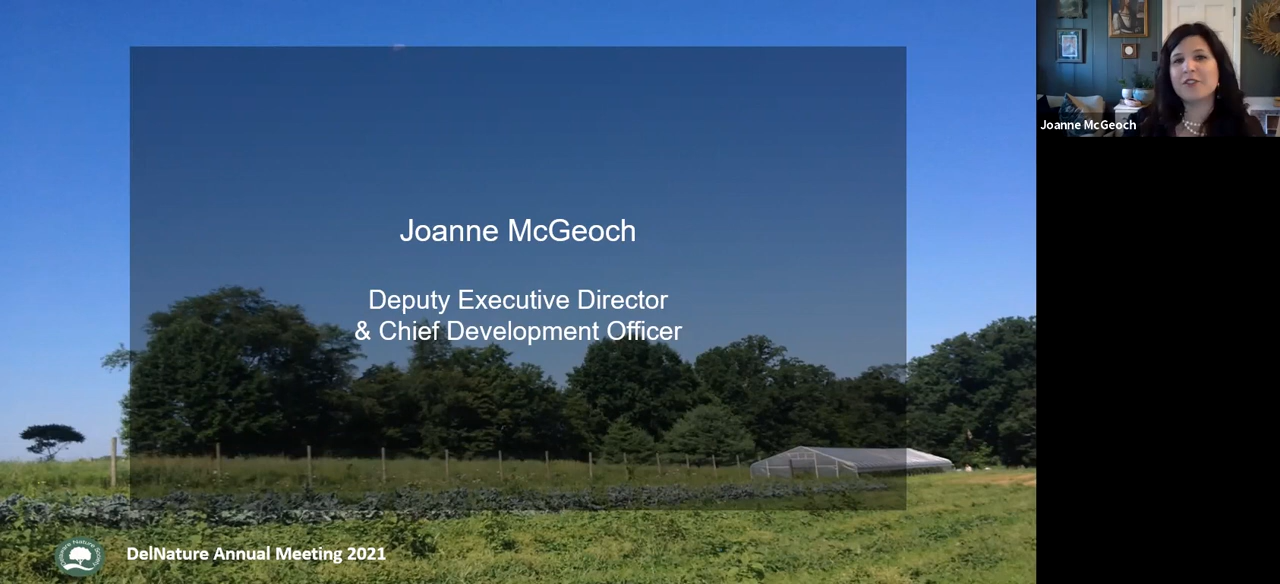 Joanne McGeoch
Deputy Executive Director
& Chief Development Officer
DelNature Annual Meeting 2021
Joanne McGeoch